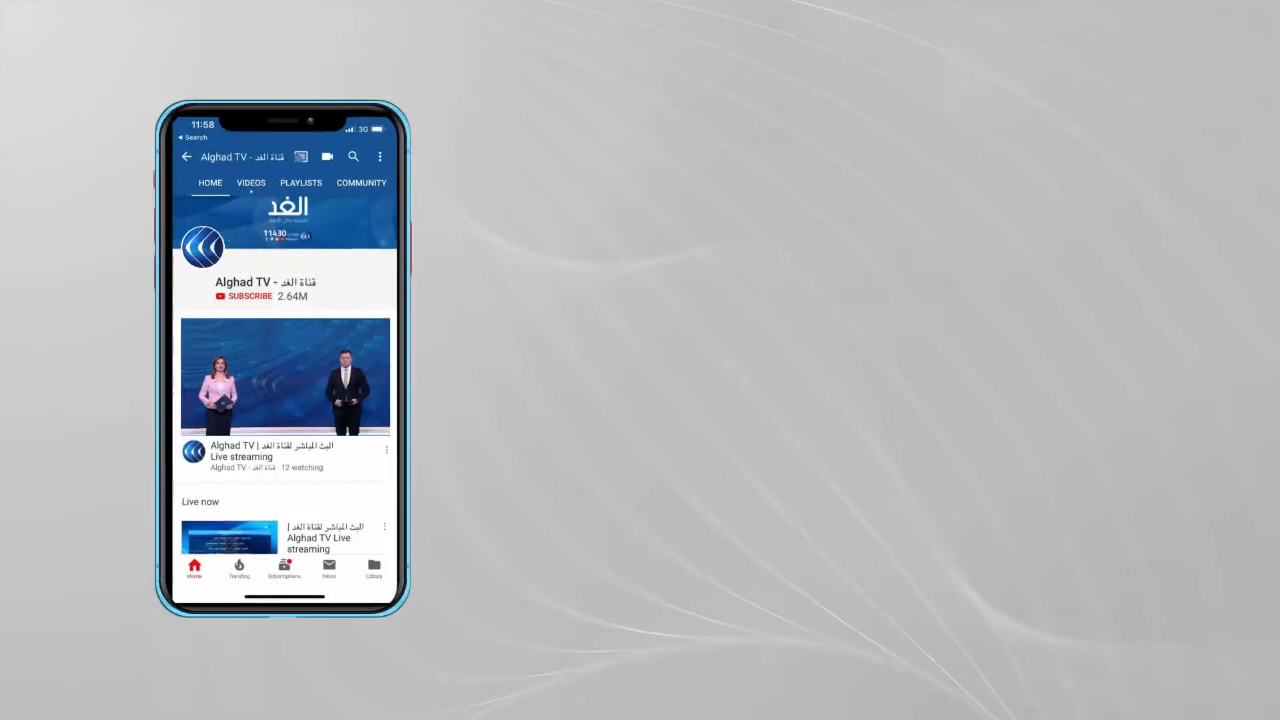 11:58
3G
Search
Alghad TV - قناة الغد
HOME VIDEOS PLAYLISTS COMMUNITY
الغد
11430
Alghad TV - قناة الغد
SUBSCRIBE 2.64M
Alghad TV | البث المباشر لقناة الغد
Live streaming
Alghad TV - قناة الغد · 12 watching
Live now
البث المباشر لقناة الغد |
Alghad TV Live
streaming
Home Trending Subscriptions Inbox Library